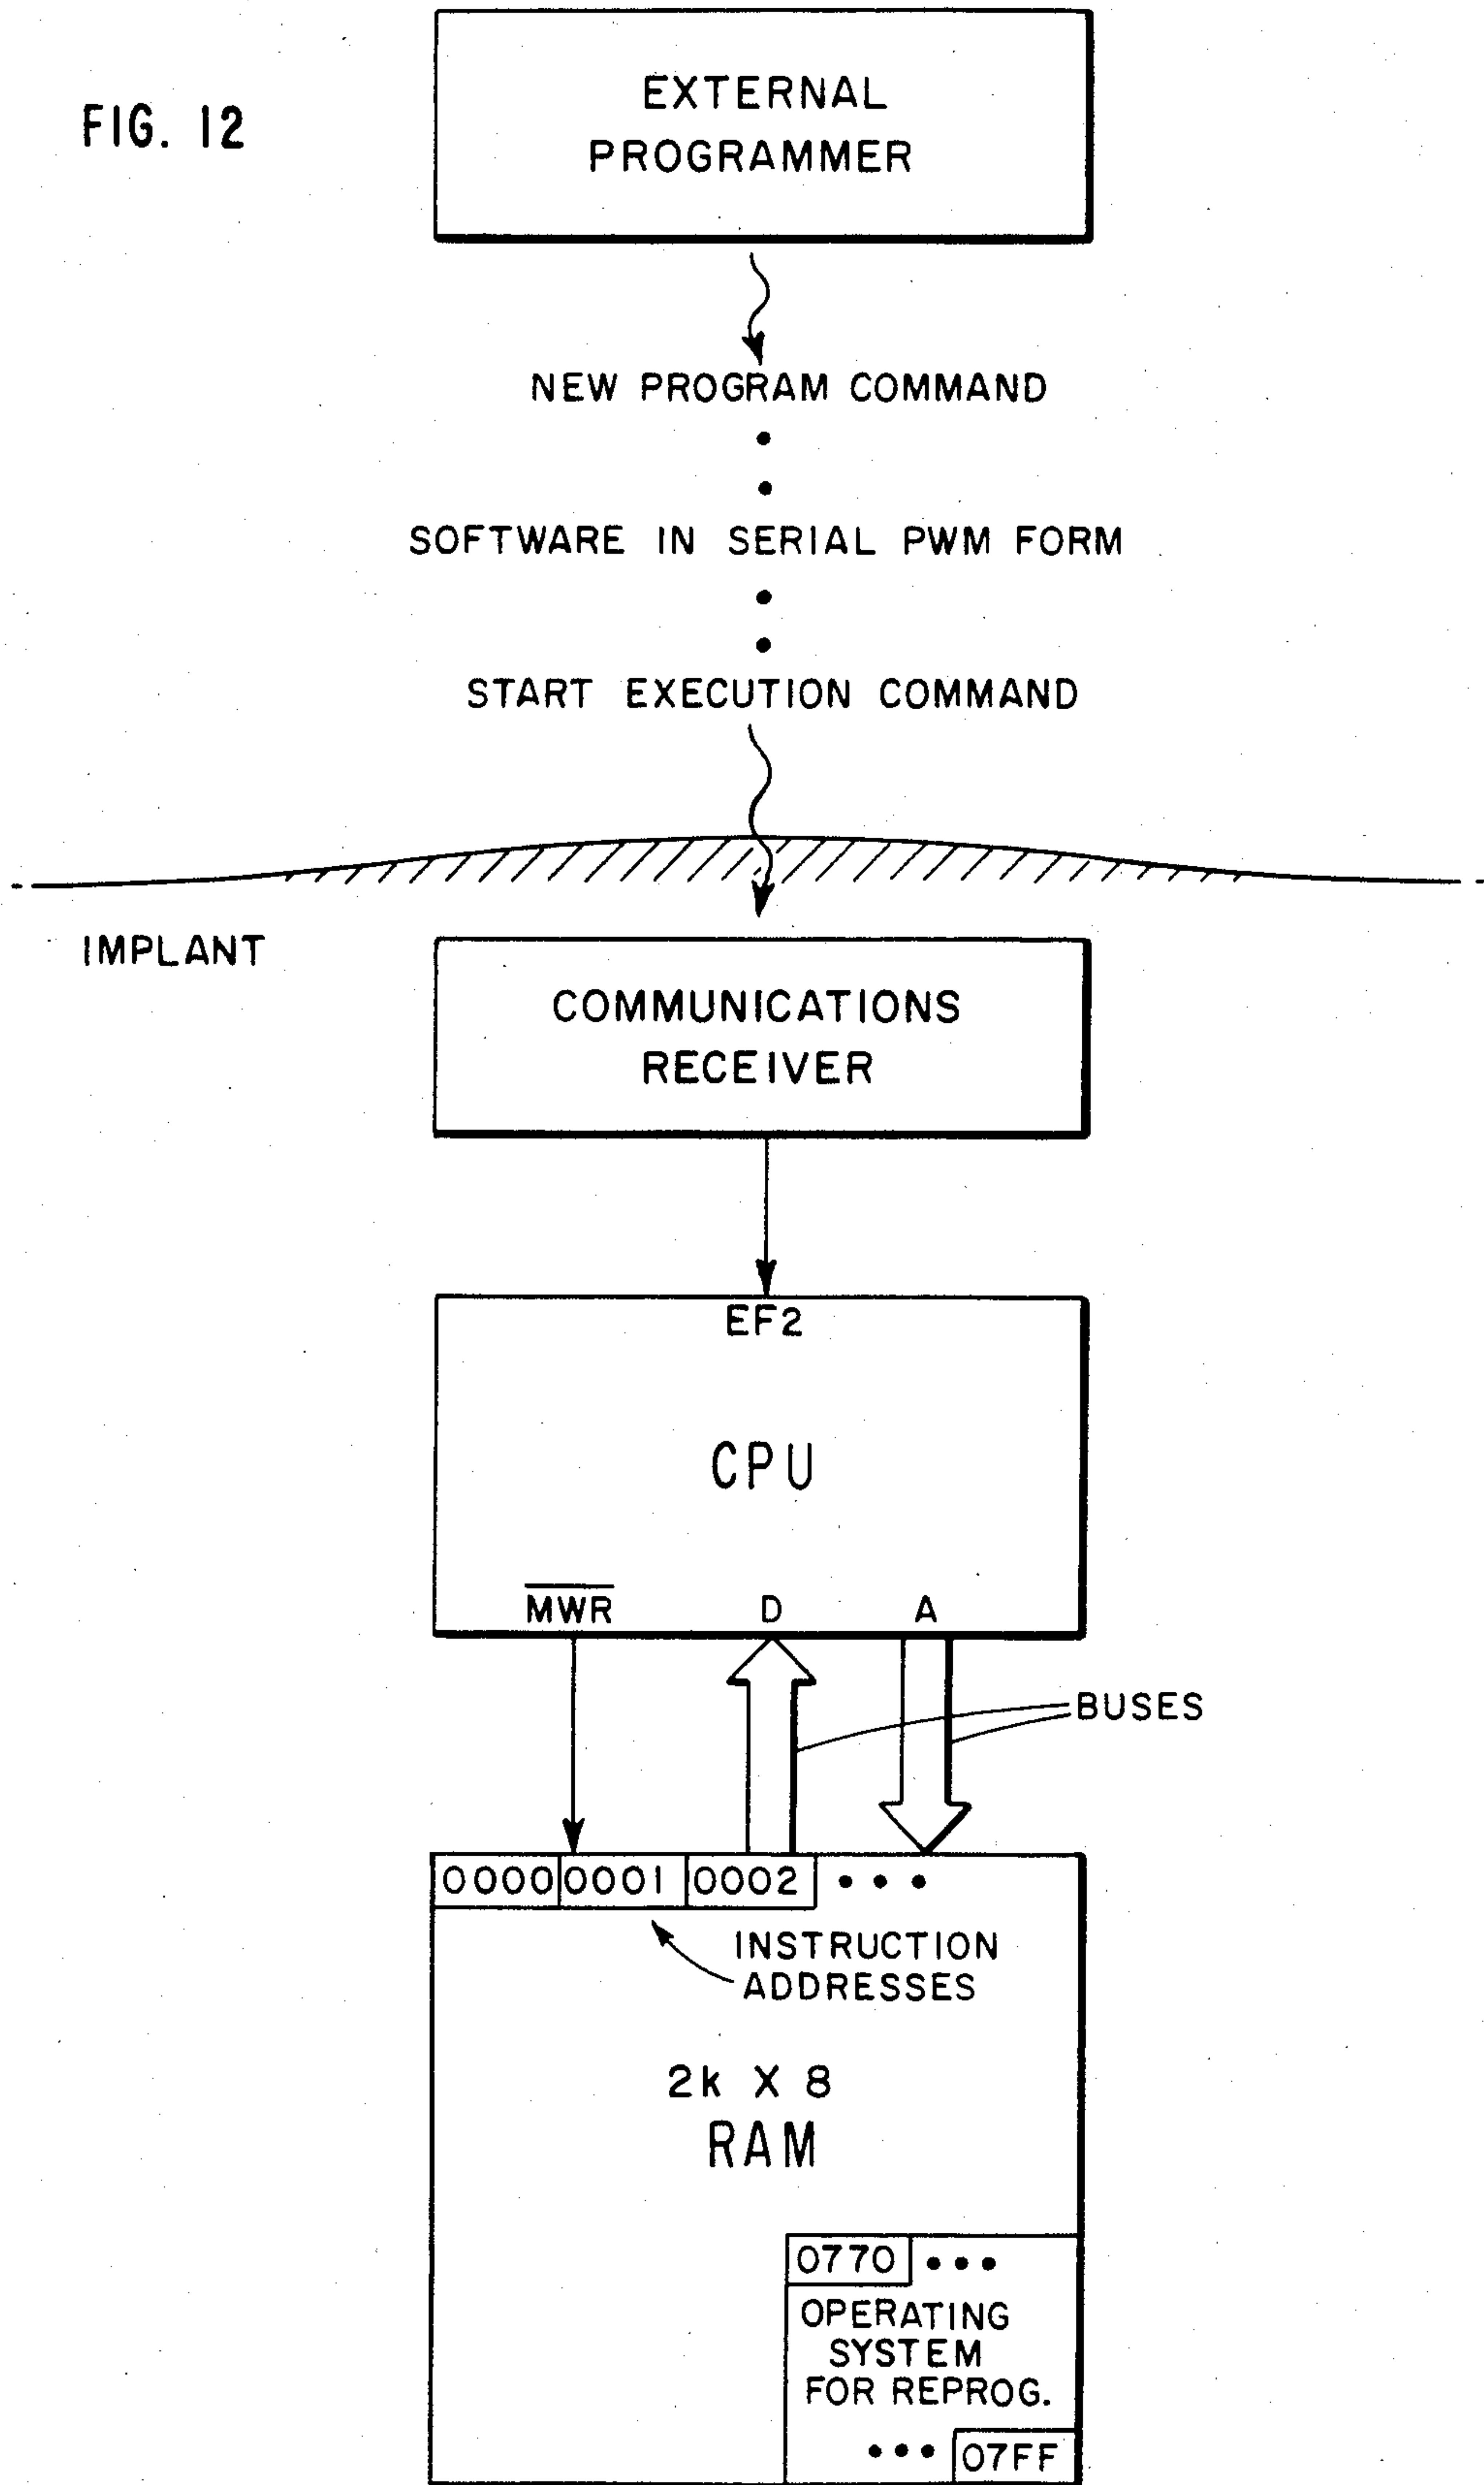 FIG. 12
EXTERNAL
PROGRAMMER
NEW PROGRAM COMMAND
SOFTWARE IN SERIAL PWM FORM
START EXECUTION COMMAND
IMPLANT
COMMUNICATIONS
RECEIVER
EF2
CPU
M̅W̅R̅ D A
BUSES
0000 0001 0002 • • •
INSTRUCTION
ADDRESSES
2k X 8
RAM
0770 • • •
OPERATING
SYSTEM
FOR REPROG.
• • • 07FF